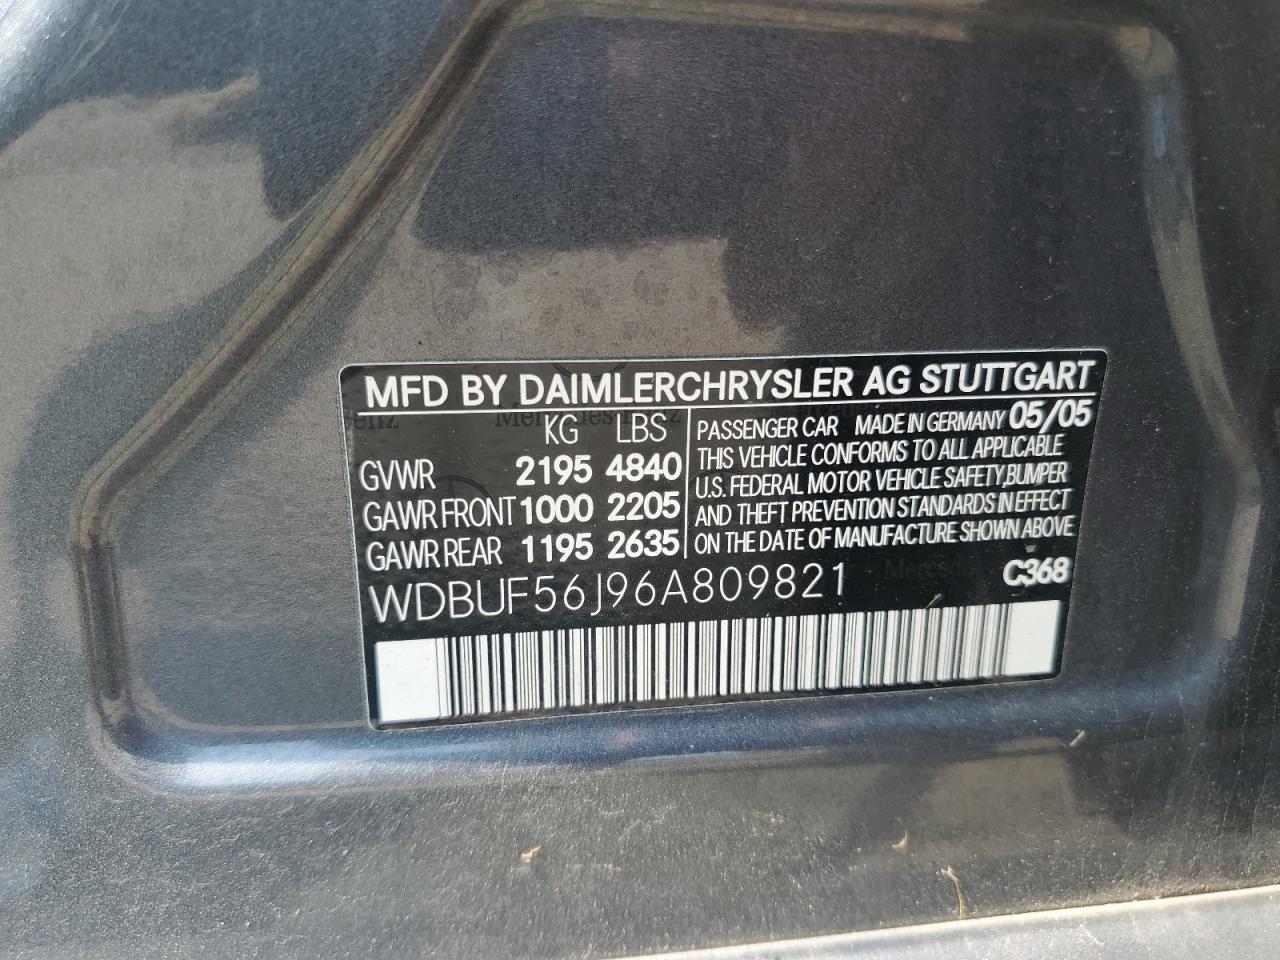 MFD BY DAIMLERCHRYSLER AG STUTTGART
KG LBS
GVWR 2195 4840
GAWR FRONT 1000 2205
GAWR REAR 1195 2635
PASSENGER CAR MADE IN GERMANY 05/05
THIS VEHICLE CONFORMS TO ALL APPLICABLE
U.S. FEDERAL MOTOR VEHICLE SAFETY, BUMPER
AND THEFT PREVENTION STANDARDS IN EFFECT
ON THE DATE OF MANUFACTURE SHOWN ABOVE
WDBUF56J96A809821
C368